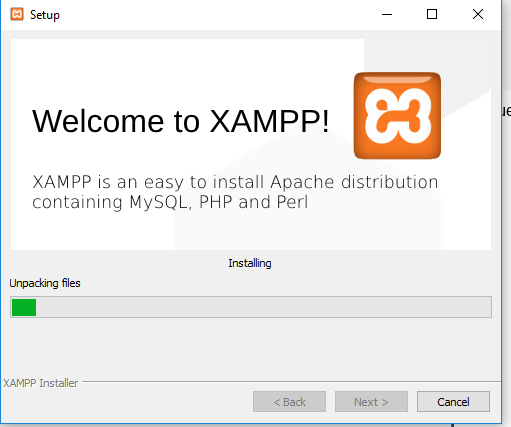 Setup
Welcome to XAMPP!
XAMPP is an easy to install Apache distribution
containing MySQL, PHP and Perl
Installing
Unpacking files
XAMPP Installer
< Back
Next >
Cancel